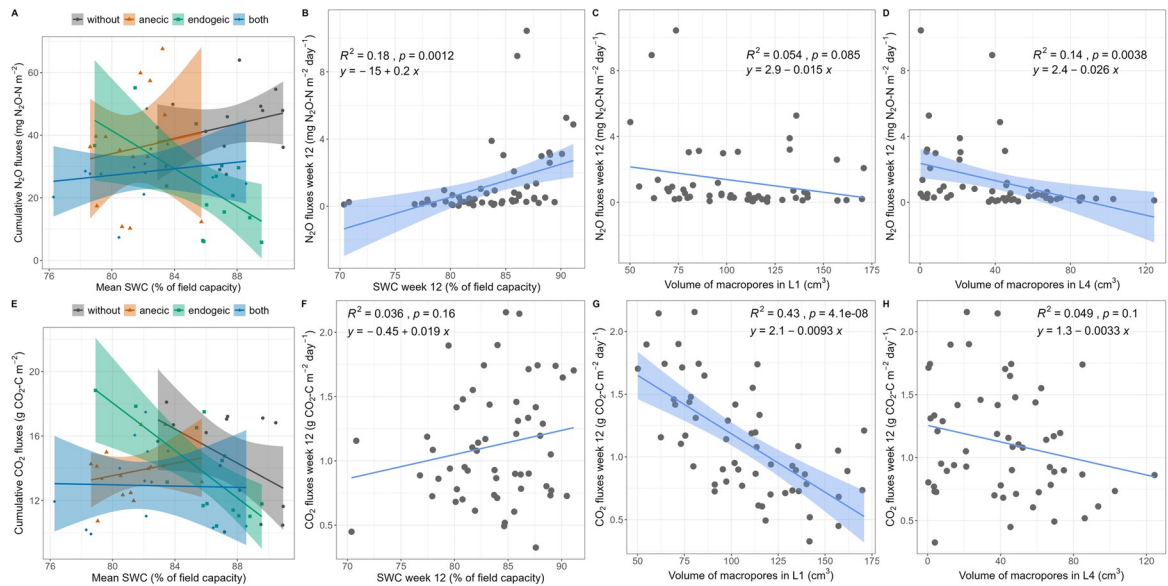 A
without
anecic
endogeic
both
Cumulative N₂O fluxes (mg N₂O-N m⁻²)
60
40
20
0
76
80
84
88
Mean SWC (% of field capacity)
B
R² = 0.18 , p = 0.0012
y = − 15 + 0.2 x
N₂O fluxes week 12 (mg N₂O-N m⁻² day⁻¹)
8
4
0
70
75
80
85
90
SWC week 12 (% of field capacity)
C
R² = 0.054 , p = 0.085
y = 2.9 − 0.015 x
N₂O fluxes week 12 (mg N₂O-N m⁻² day⁻¹)
8
4
0
50
75
100
125
150
175
Volume of macropores in L1 (cm³)
D
R² = 0.14 , p = 0.0038
y = 2.4 − 0.026 x
N₂O fluxes week 12 (mg N₂O-N m⁻² day⁻¹)
8
4
0
0
40
80
120
Volume of macropores in L4 (cm³)
E
without
anecic
endogeic
both
Cumulative CO₂ fluxes (g CO₂-C m⁻²)
20
16
12
76
80
84
88
Mean SWC (% of field capacity)
F
R² = 0.036 , p = 0.16
y = − 0.45 + 0.019 x
CO₂ fluxes week 12 (g CO₂-C m⁻² day⁻¹)
2.0
1.5
1.0
0.5
70
75
80
85
90
SWC week 12 (% of field capacity)
G
R² = 0.43 , p = 4.1e-08
y = 2.1 − 0.0093 x
CO₂ fluxes week 12 (g CO₂-C m⁻² day⁻¹)
2.0
1.5
1.0
0.5
50
75
100
125
150
175
Volume of macropores in L1 (cm³)
H
R² = 0.049 , p = 0.1
y = 1.3 − 0.0033 x
CO₂ fluxes week 12 (g CO₂-C m⁻² day⁻¹)
2.0
1.5
1.0
0.5
0
40
80
120
Volume of macropores in L4 (cm³)